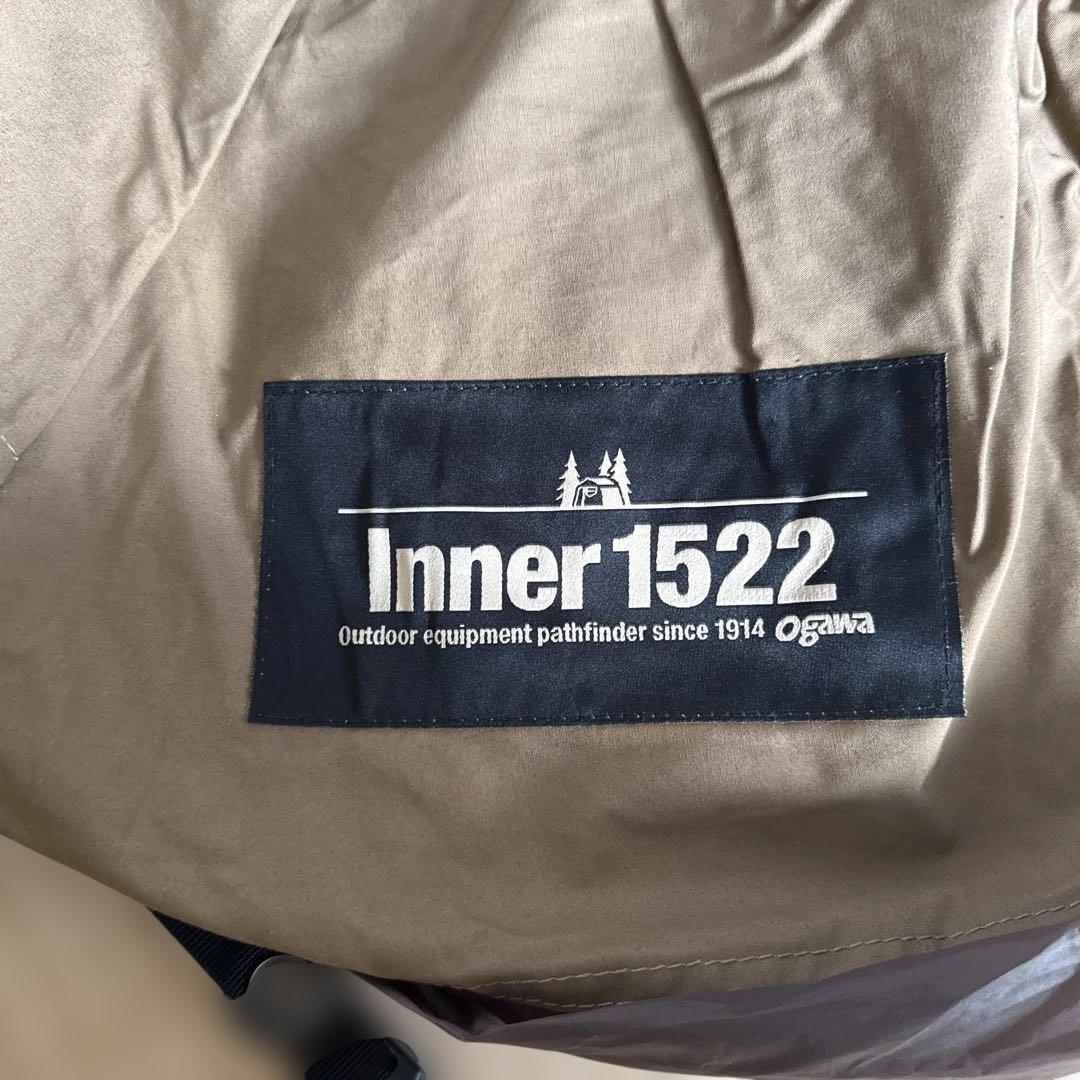 Inner 1522
Outdoor equipment pathfinder since 1914 ogawa